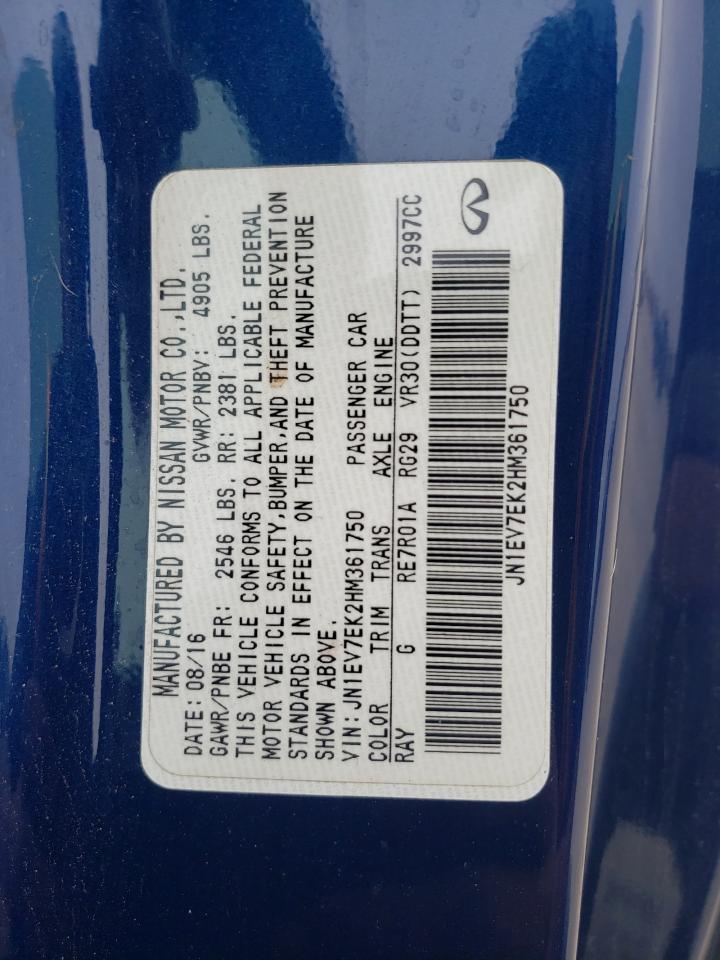 MANUFACTURED BY NISSAN MOTOR CO.,LTD.
DATE: 08/16 GVWR/PNBV: 4905 LBS.
GAWR/PNBE FR: 2546 LBS. RR: 2381 LBS.
THIS VEHICLE CONFORMS TO ALL APPLICABLE FEDERAL
MOTOR VEHICLE SAFETY,BUMPER,AND THEFT PREVENTION
STANDARDS IN EFFECT ON THE DATE OF MANUFACTURE
SHOWN ABOVE.
VIN: JN1EV7EK2HM361750 PASSENGER CAR
COLOR TRIM TRANS AXLE ENGINE
RAY G RE7R01A RG29 VR30(DDTT) 2997CC
JN1EV7EK2HM361750